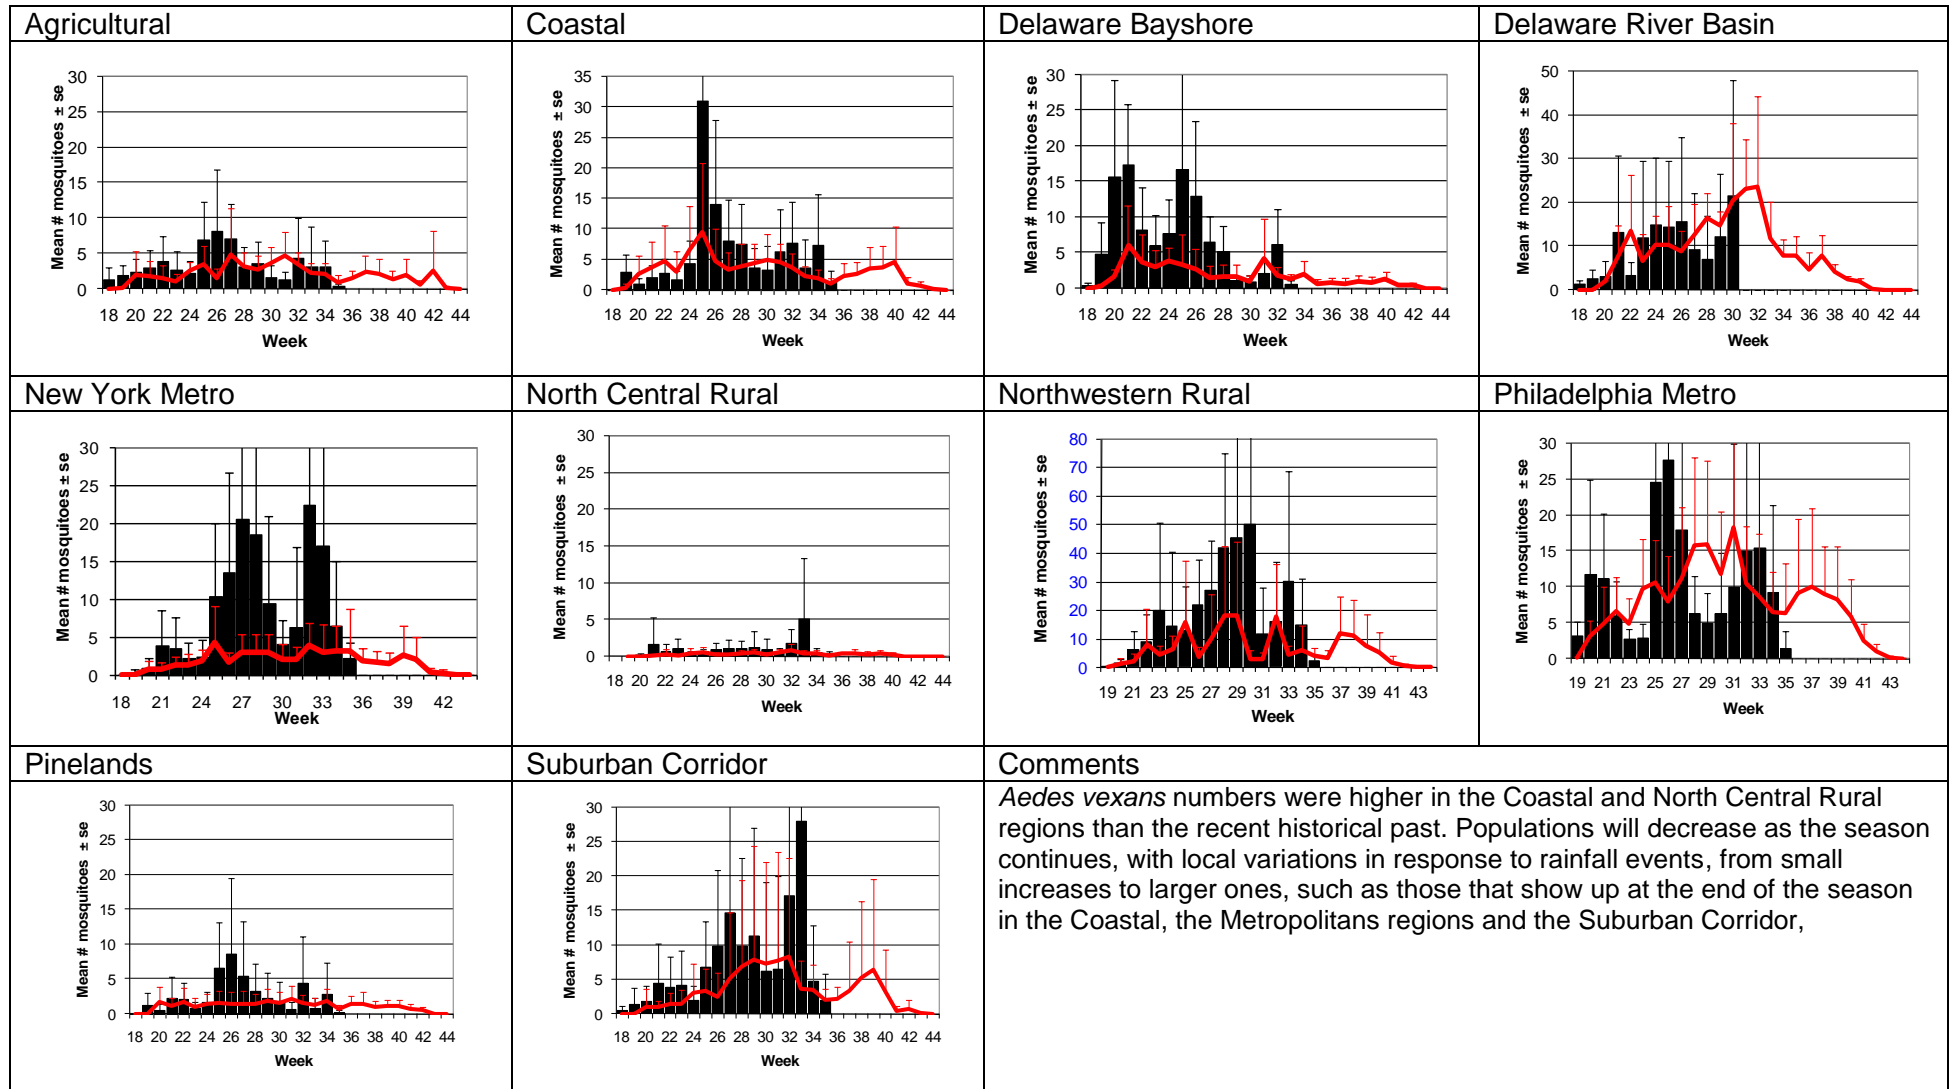 Agricultural
Mean # mosquitoes ± se
30
25
20
15
10
5
0
18 20 22 24 26 28 30 32 34 36 38 40 42 44
Week
Coastal
Mean # mosquitoes ± se
35
30
25
20
15
10
5
0
18 20 22 24 26 28 30 32 34 36 38 40 42 44
Week
Delaware Bayshore
Mean # mosquitoes ± se
30
25
20
15
10
5
0
18 20 22 24 26 28 30 32 34 36 38 40 42 44
Week
Delaware River Basin
Mean # mosquitoes ± se
50
40
30
20
10
0
18 20 22 24 26 28 30 32 34 36 38 40 42 44
Week
New York Metro
Mean # mosquitoes ± se
30
25
20
15
10
5
0
18 21 24 27 30 33 36 39 42
Week
North Central Rural
Mean # mosquitoes ± se
30
25
20
15
10
5
0
18 20 22 24 26 28 30 32 34 36 38 40 42 44
Week
Northwestern Rural
Mean # mosquitoes ± se
80
70
60
50
40
30
20
10
0
19 21 23 25 27 29 31 33 35 37 39 41 43
Week
Philadelphia Metro
Mean # mosquitoes ± se
30
25
20
15
10
5
0
19 21 23 25 27 29 31 33 35 37 39 41 43
Week
Pinelands
Mean # mosquitoes ± se
30
25
20
15
10
5
0
18 20 22 24 26 28 30 32 34 36 38 40 42 44
Week
Suburban Corridor
Mean # mosquitoes ± se
30
25
20
15
10
5
0
18 20 22 24 26 28 30 32 34 36 38 40 42 44
Week
Comments
Aedes vexans numbers were higher in the Coastal and North Central Rural
regions than the recent historical past. Populations will decrease as the season
continues, with local variations in response to rainfall events, from small
increases to larger ones, such as those that show up at the end of the season
in the Coastal, the Metropolitans regions and the Suburban Corridor,